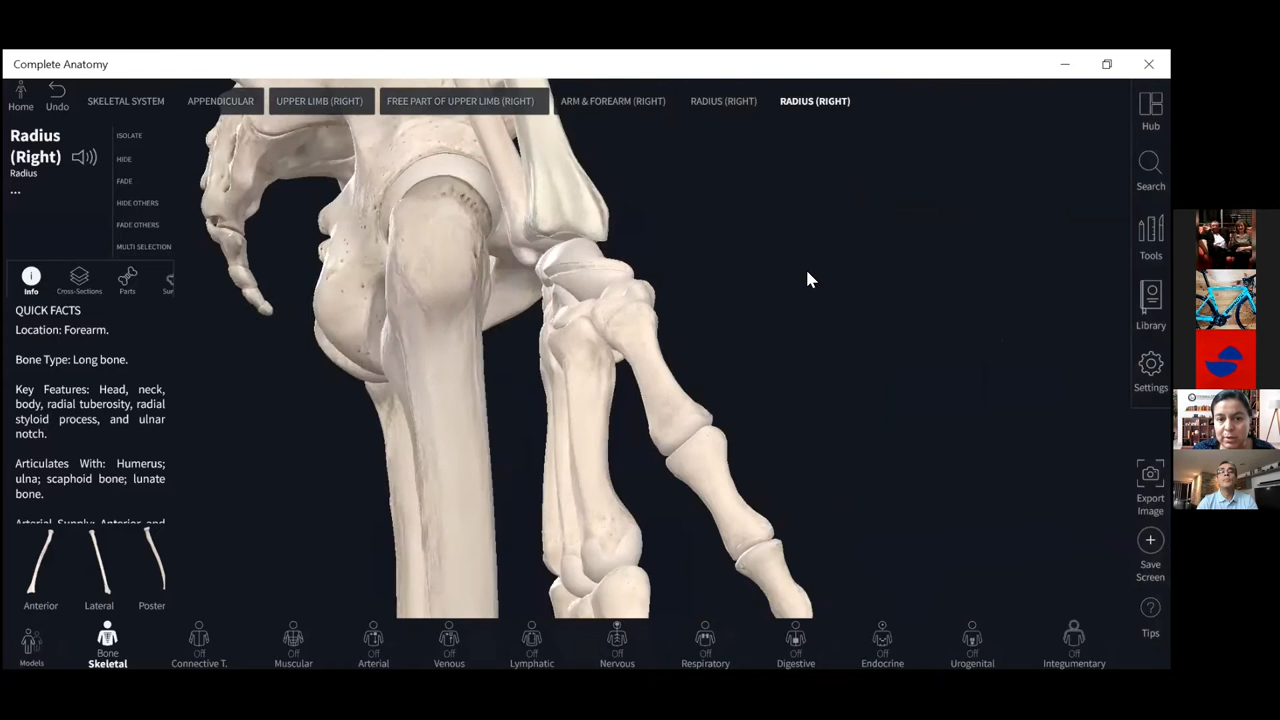 Complete Anatomy
Home
Undo
SKELETAL SYSTEM
APPENDICULAR
UPPER LIMB (RIGHT)
FREE PART OF UPPER LIMB (RIGHT)
ARM & FOREARM (RIGHT)
RADIUS (RIGHT)
RADIUS (RIGHT)
Radius
(Right)
Radius
...
ISOLATE
HIDE
FADE
HIDE OTHERS
FADE OTHERS
MULTI SELECTION
Info
Cross-Sections
Parts
QUICK FACTS
Location: Forearm.
Bone Type: Long bone.
Key Features: Head, neck,
body, radial tuberosity, radial
styloid process, and ulnar
notch.
Articulates With: Humerus;
ulna; scaphoid bone; lunate
bone.
Arterial Supply: Anterior and
Anterior
Lateral
Poster
Hub
Search
Tools
Library
Settings
Export
Image
Save
Screen
Tips
Models
Bone
Skeletal
Off
Connective T.
Off
Muscular
Off
Arterial
Off
Venous
Off
Lymphatic
Off
Nervous
Off
Respiratory
Off
Digestive
Off
Endocrine
Off
Urogenital
Off
Integumentary